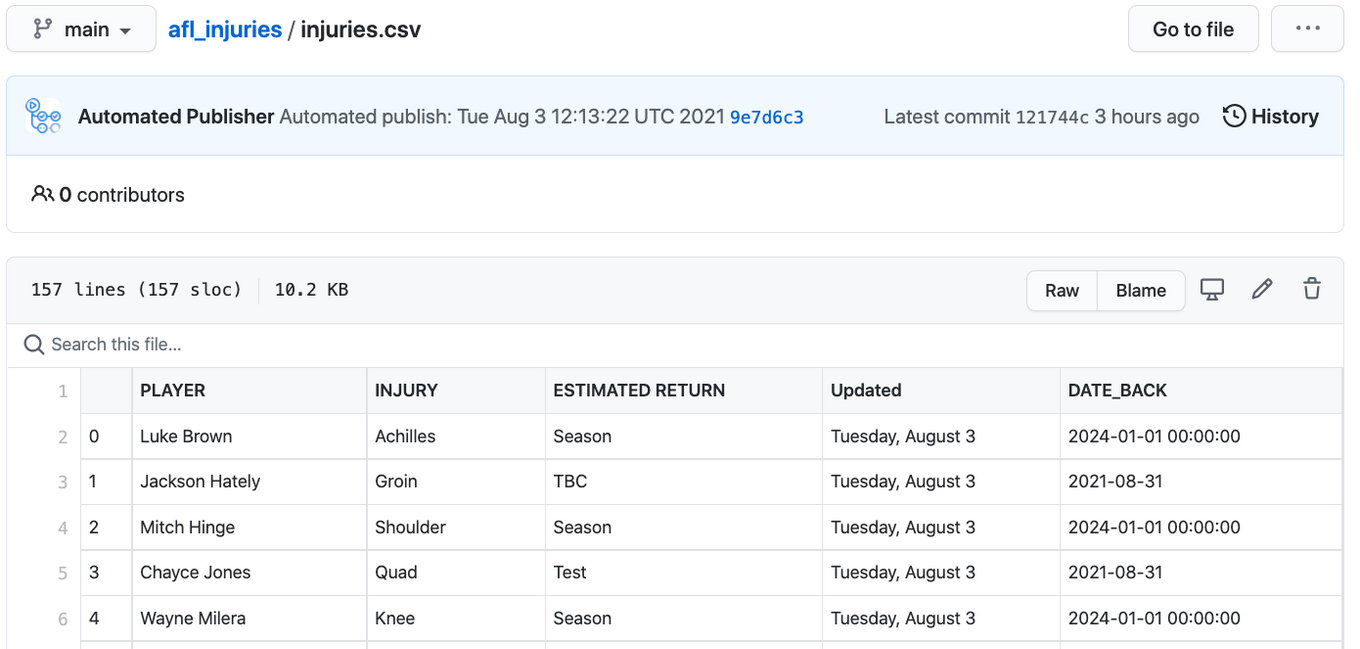 main afl_injuries / injuries.csv Go to file ...
Automated Publisher Automated publish: Tue Aug 3 12:13:22 UTC 2021 9e7d6c3 Latest commit 121744c 3 hours ago History
0 contributors
157 lines (157 sloc) 10.2 KB Raw Blame
Search this file...
1 PLAYER INJURY ESTIMATED RETURN Updated DATE_BACK
2 0 Luke Brown Achilles Season Tuesday, August 3 2024-01-01 00:00:00
3 1 Jackson Hately Groin TBC Tuesday, August 3 2021-08-31
4 2 Mitch Hinge Shoulder Season Tuesday, August 3 2024-01-01 00:00:00
5 3 Chayce Jones Quad Test Tuesday, August 3 2021-08-31
6 4 Wayne Milera Knee Season Tuesday, August 3 2024-01-01 00:00:00